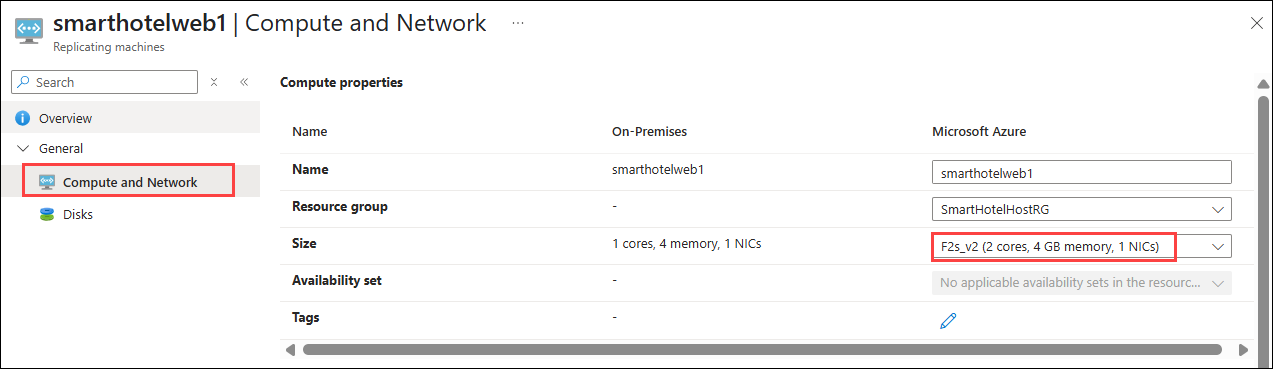 smarthotelweb1 | Compute and Network ...
Replicating machines
Search
Overview
General
Compute and Network
Disks
Compute properties
Name On-Premises Microsoft Azure
Name smarthotelweb1 smarthotelweb1
Resource group - SmartHotelHostRG
Size 1 cores, 4 memory, 1 NICs F2s_v2 (2 cores, 4 GB memory, 1 NICs)
Availability set - No applicable availability sets in the resourc...
Tags -